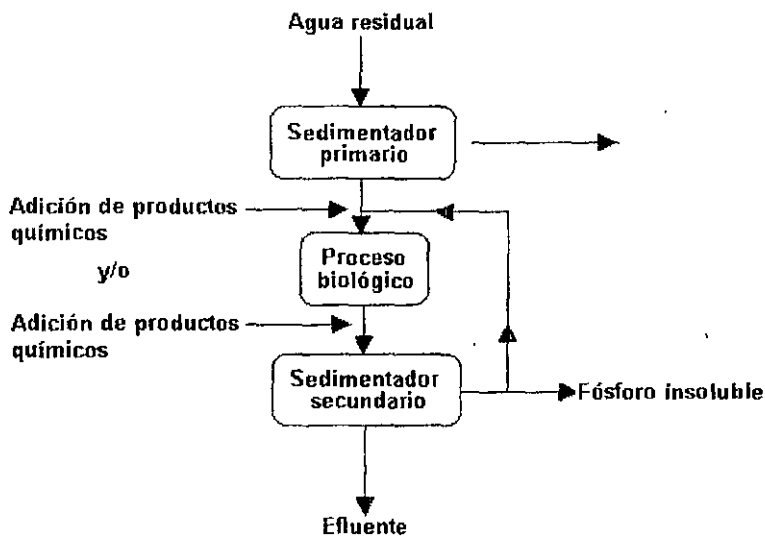 Agua residual
Sedimentador
primario
Adición de productos
químicos
y/o
Proceso
biológico
Adición de productos
químicos
Sedimentador
secundario
Fósforo insoluble
Efluente